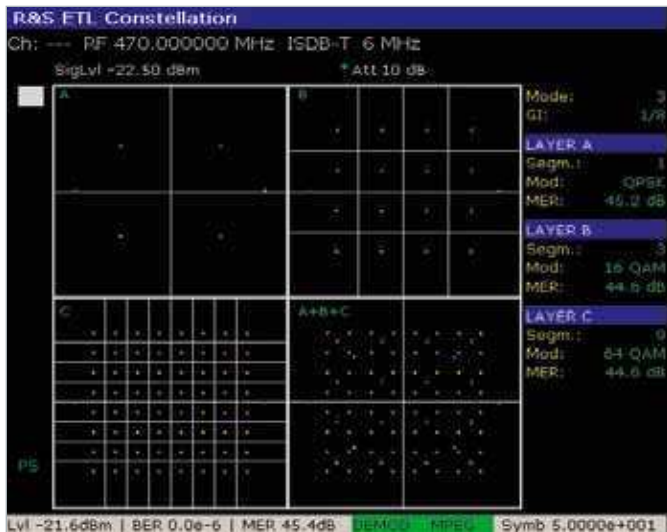 R&S ETL Constellation
Ch: --- RF 470.000000 MHz ISDB-T 6 MHz
SigLvl -22.50 dBm *Att 10 dB
A
B
C
A+B+C
Mode: 3
GI: 1/8
LAYER A
Segm.: 1
Mod: QPSK
MER: 45.2 dB
LAYER B
Segm.: 3
Mod: 16 QAM
MER: 44.6 dB
LAYER C
Segm.: 9
Mod: 64 QAM
MER: 44.6 dB
PS
Lvl -21.6dBm | BER 0.0e-6 | MER 45.4dB DEMOD MPEG Symb 5.0000e+001